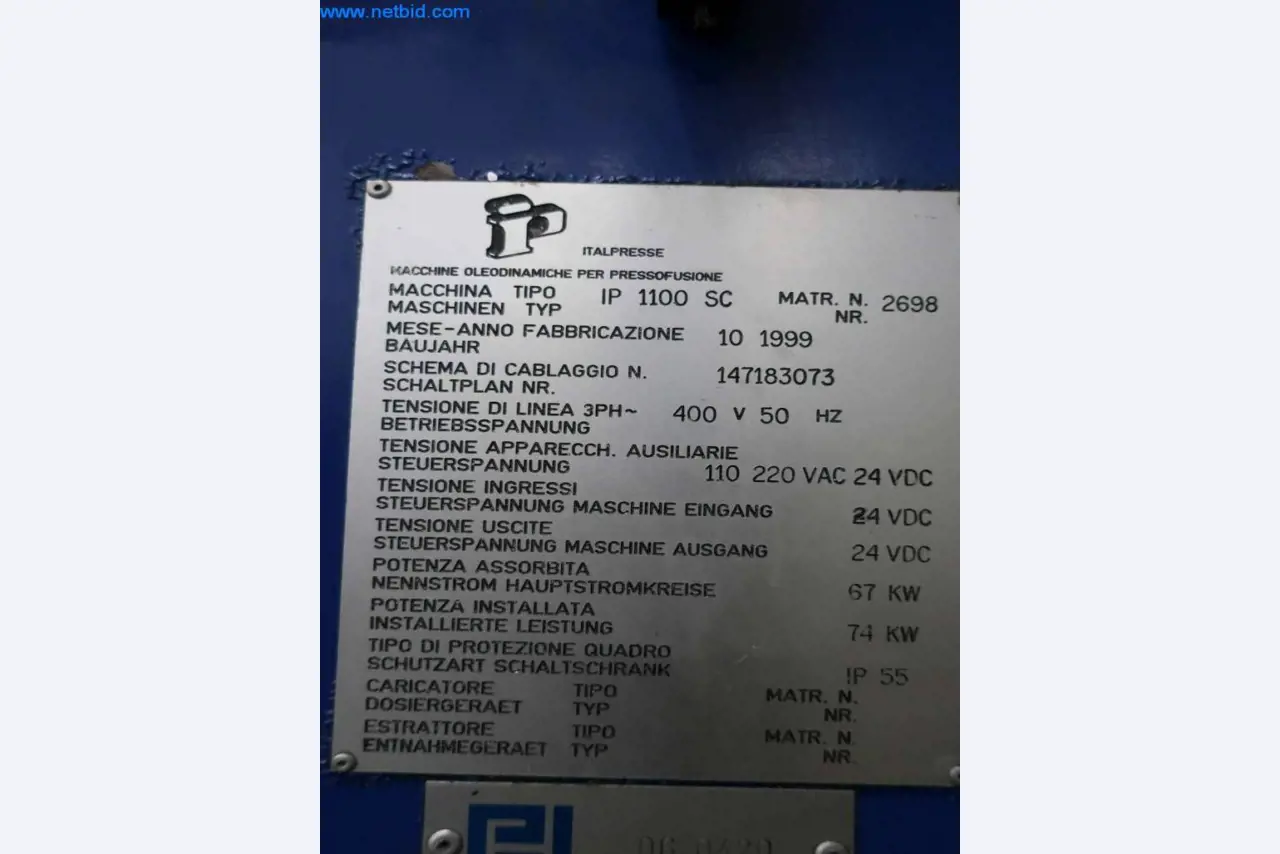 www.netbid.com
ip
ITALPRESSE
MACCHINE OLEODINAMICHE PER PRESSOFUSIONE
MACCHINA TIPO IP 1100 SC MATR. N. 2698
MASCHINEN TYP NR.
MESE-ANNO FABBRICAZIONE 10 1999
BAUJAHR
SCHEMA DI CABLAGGIO N. 147183073
SCHALTPLAN NR.
TENSIONE DI LINEA 3PH~ 400 V 50 HZ
BETRIEBSSPANNUNG
TENSIONE APPARECCH. AUSILIARIE
STEUERSPANNUNG 110 220 VAC 24 VDC
TENSIONE INGRESSI
STEUERSPANNUNG MASCHINE EINGANG 24 VDC
TENSIONE USCITE
STEUERSPANNUNG MASCHINE AUSGANG 24 VDC
POTENZA ASSORBITA
NENNSTROM HAUPTSTROMKREISE 67 KW
POTENZA INSTALLATA
INSTALLIERTE LEISTUNG 74 KW
TIPO DI PROTEZIONE QUADRO
SCHUTZART SCHALTSCHRANK IP 55
CARICATORE TIPO MATR. N.
DOSIERGERAET TYP NR.
ESTRATTORE TIPO MATR. N.
ENTNAHMEGERAET TYP NR.